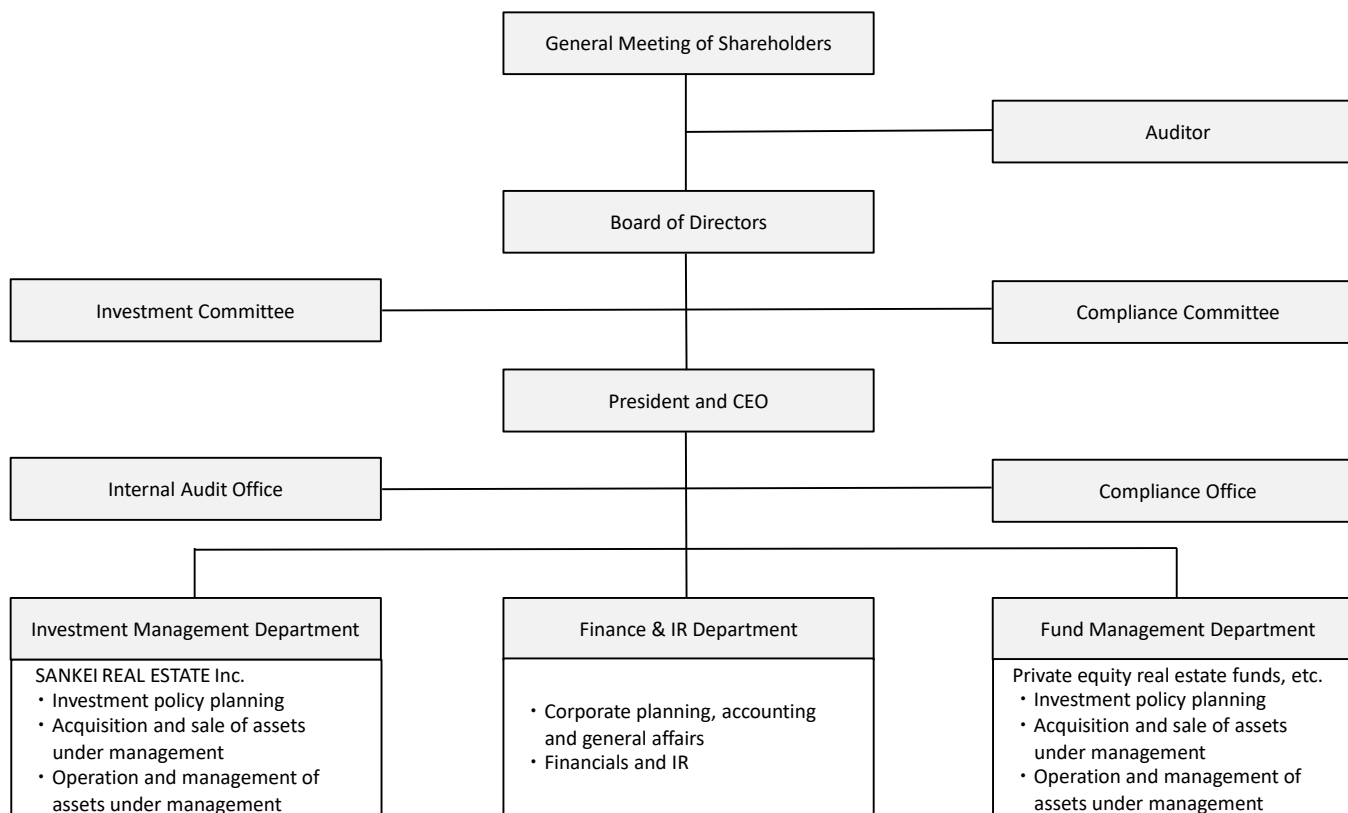 General Meeting of Shareholders
Auditor
Board of Directors
Investment Committee
Compliance Committee
President and CEO
Internal Audit Office
Compliance Office
Investment Management Department
SANKEI REAL ESTATE Inc.
・Investment policy planning
・Acquisition and sale of assets
under management
・Operation and management of
assets under management
Finance & IR Department
・Corporate planning, accounting
and general affairs
・Financials and IR
Fund Management Department
Private equity real estate funds, etc.
・Investment policy planning
・Acquisition and sale of assets
under management
・Operation and management of
assets under management